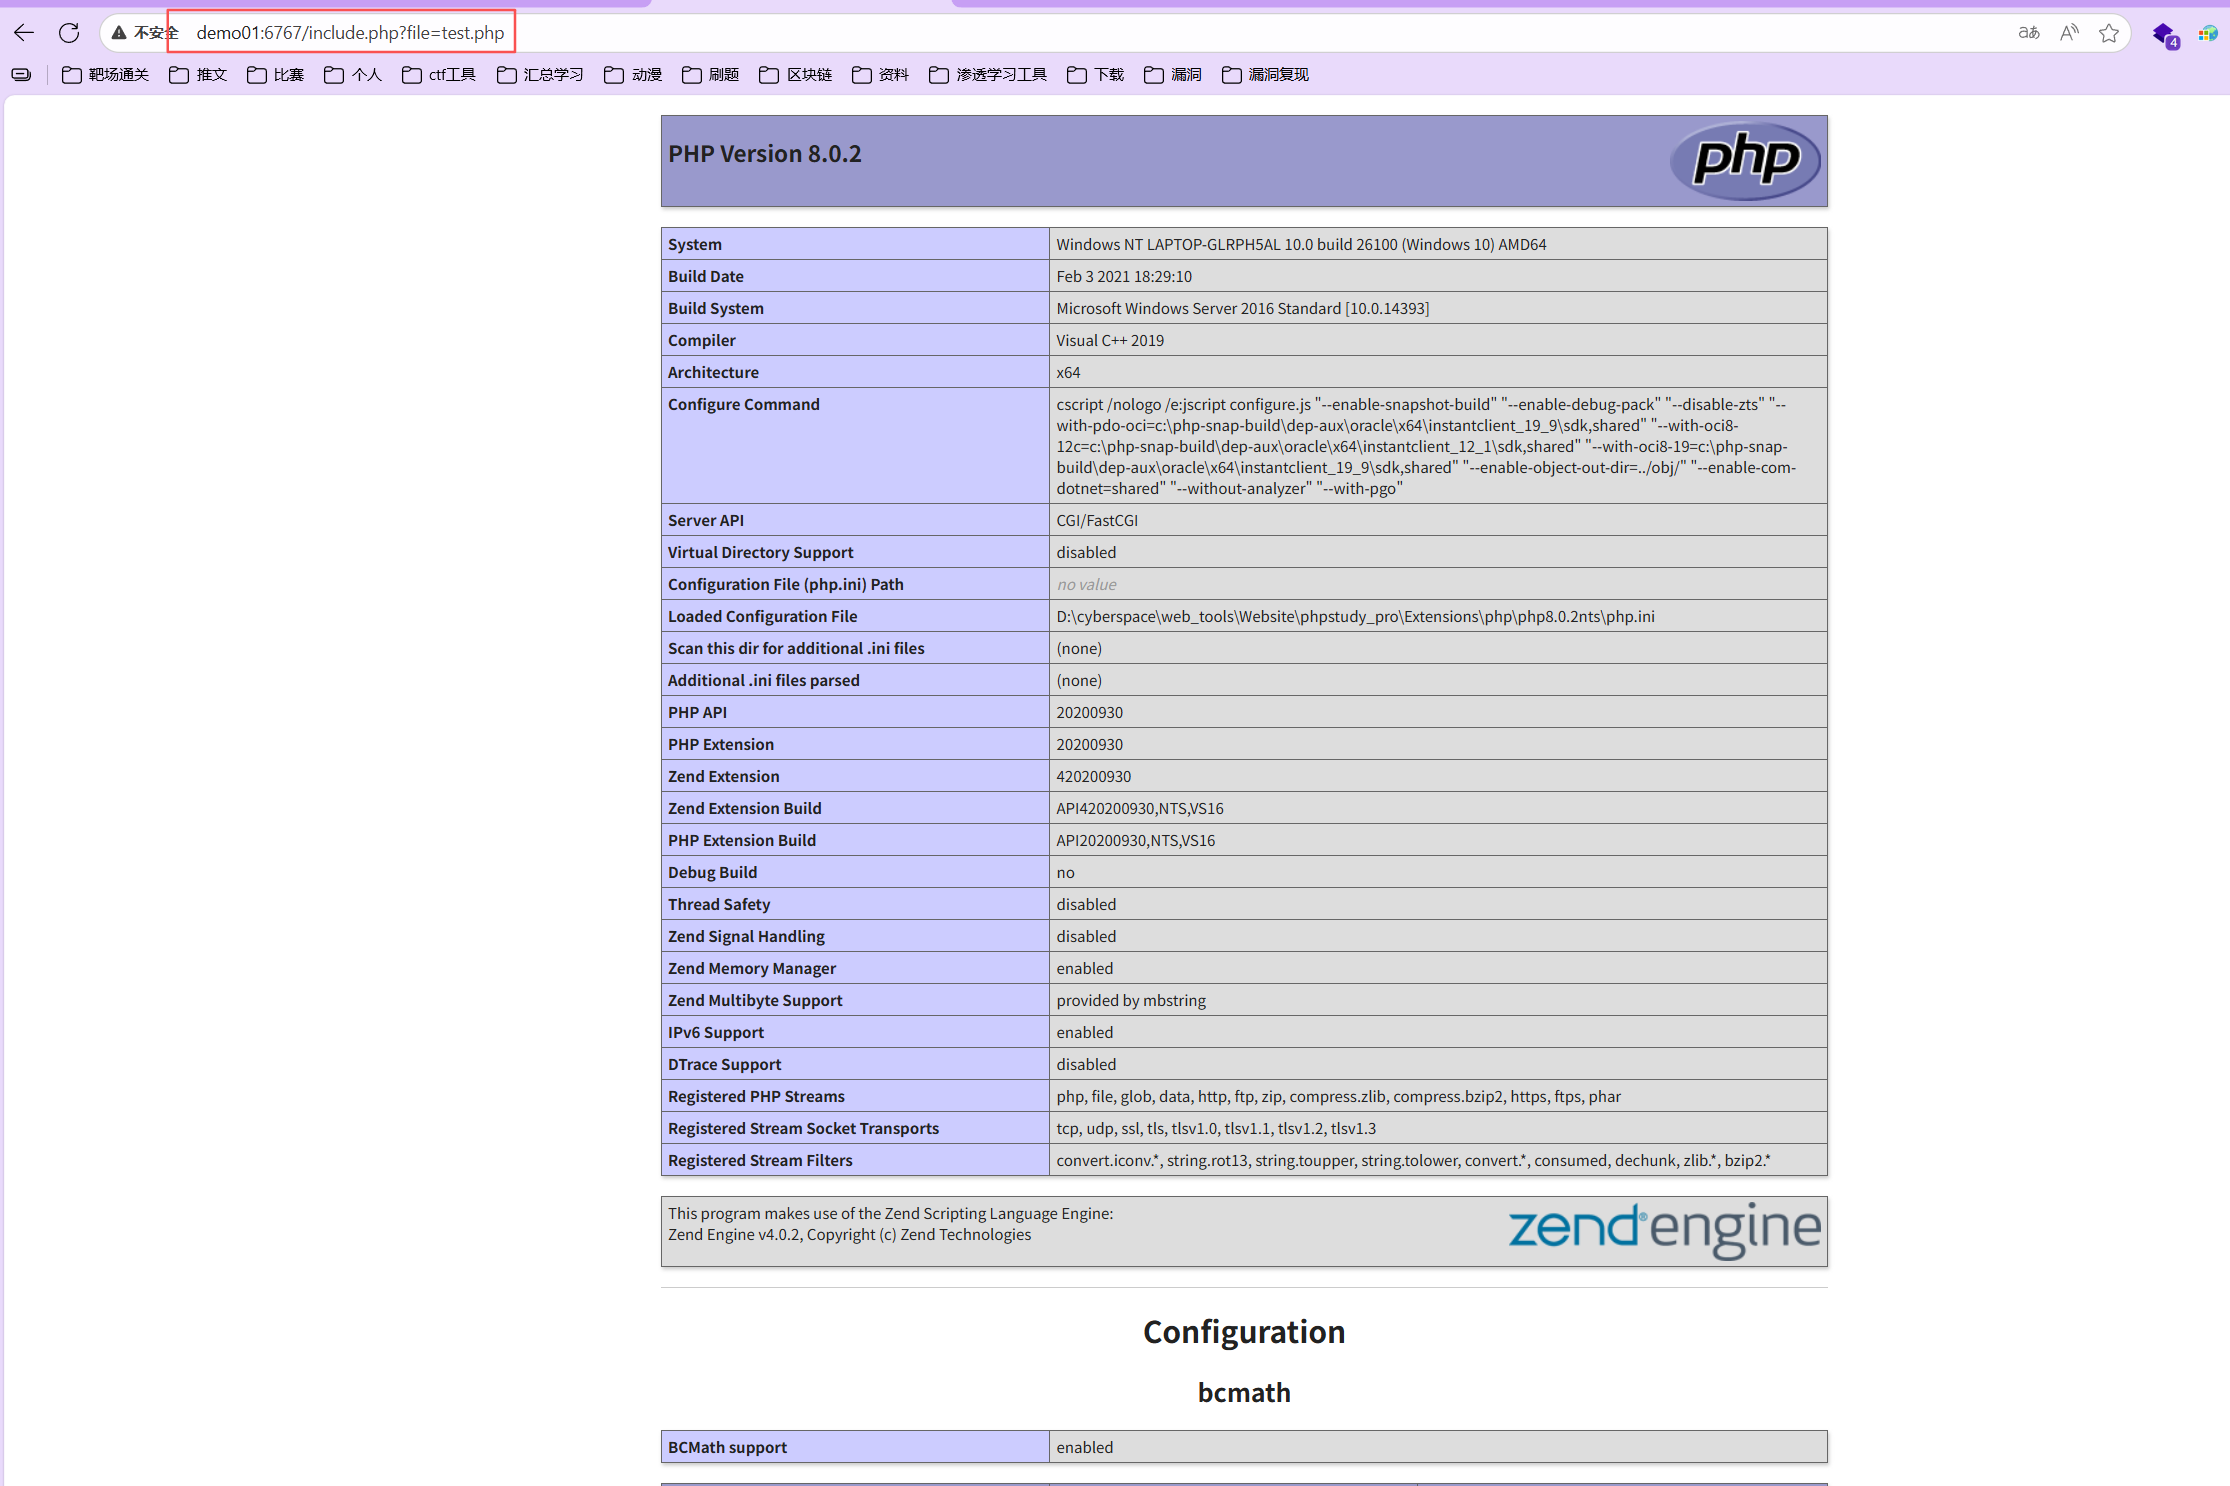 不安全 demo01:6767/include.php?file=test.php
靶场通关 推文 比赛 个人 ctf工具 汇总学习 动漫 刷题 区块链 资料 渗透学习工具 下载 漏洞 漏洞复现
4
PHP Version 8.0.2
php
System Windows NT LAPTOP-GLRPH5AL 10.0 build 26100 (Windows 10) AMD64
Build Date Feb 3 2021 18:29:10
Build System Microsoft Windows Server 2016 Standard [10.0.14393]
Compiler Visual C++ 2019
Architecture x64
Configure Command cscript /nologo /e:jscript configure.js "--enable-snapshot-build" "--enable-debug-pack" "--disable-zts" "--
with-pdo-oci=c:\php-snap-build\dep-aux\oracle\x64\instantclient_19_9\sdk,shared" "--with-oci8-
12c=c:\php-snap-build\dep-aux\oracle\x64\instantclient_12_1\sdk,shared" "--with-oci8-19=c:\php-snap-
build\dep-aux\oracle\x64\instantclient_19_9\sdk,shared" "--enable-object-out-dir=../obj/" "--enable-com-
dotnet=shared" "--without-analyzer" "--with-pgo"
Server API CGI/FastCGI
Virtual Directory Support disabled
Configuration File (php.ini) Path no value
Loaded Configuration File D:\cyberspace\web_tools\Website\phpstudy_pro\Extensions\php\php8.0.2nts\php.ini
Scan this dir for additional .ini files (none)
Additional .ini files parsed (none)
PHP API 20200930
PHP Extension 20200930
Zend Extension 420200930
Zend Extension Build API420200930,NTS,VS16
PHP Extension Build API20200930,NTS,VS16
Debug Build no
Thread Safety disabled
Zend Signal Handling disabled
Zend Memory Manager enabled
Zend Multibyte Support provided by mbstring
IPv6 Support enabled
DTrace Support disabled
Registered PHP Streams php, file, glob, data, http, ftp, zip, compress.zlib, compress.bzip2, https, ftps, phar
Registered Stream Socket Transports tcp, udp, ssl, tls, tlsv1.0, tlsv1.1, tlsv1.2, tlsv1.3
Registered Stream Filters convert.iconv.*, string.rot13, string.toupper, string.tolower, convert.*, consumed, dechunk, zlib.*, bzip2.*
This program makes use of the Zend Scripting Language Engine:
Zend Engine v4.0.2, Copyright (c) Zend Technologies
zend® engine
Configuration
bcmath
BCMath support enabled